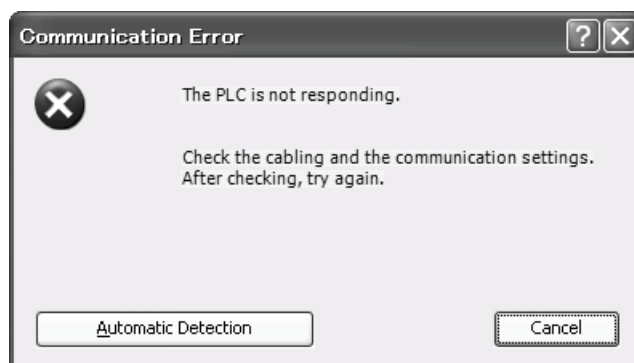 Communication Error
The PLC is not responding.
Check the cabling and the communication settings.
After checking, try again.
Automatic Detection
Cancel